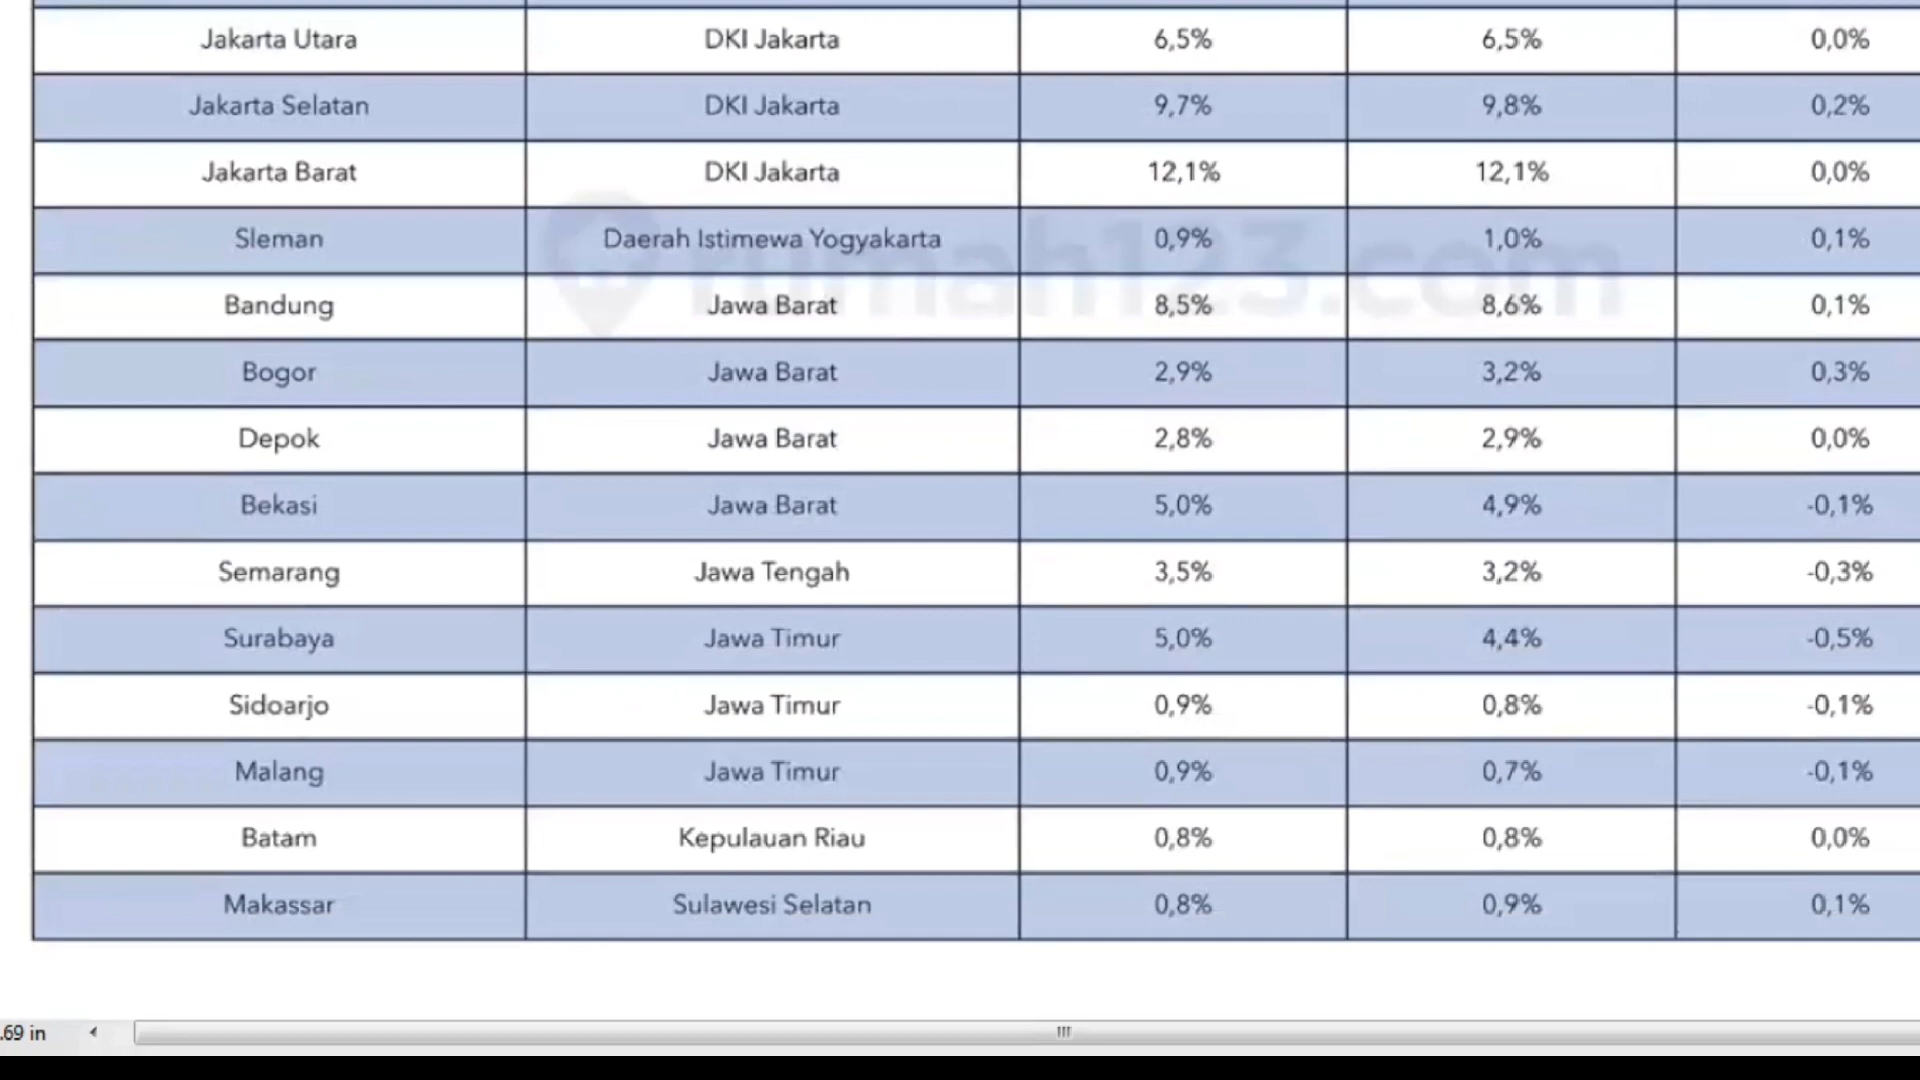 Jakarta Utara DKI Jakarta 6,5% 6,5% 0,0%
Jakarta Selatan DKI Jakarta 9,7% 9,8% 0,2%
Jakarta Barat DKI Jakarta 12,1% 12,1% 0,0%
Sleman Daerah Istimewa Yogyakarta 0,9% 1,0% 0,1%
rumah123.com
Bandung Jawa Barat 8,5% 8,6% 0,1%
Bogor Jawa Barat 2,9% 3,2% 0,3%
Depok Jawa Barat 2,8% 2,9% 0,0%
Bekasi Jawa Barat 5,0% 4,9% -0,1%
Semarang Jawa Tengah 3,5% 3,2% -0,3%
Surabaya Jawa Timur 5,0% 4,4% -0,5%
Sidoarjo Jawa Timur 0,9% 0,8% -0,1%
Malang Jawa Timur 0,9% 0,7% -0,1%
Batam Kepulauan Riau 0,8% 0,8% 0,0%
Makassar Sulawesi Selatan 0,8% 0,9% 0,1%
.69 in